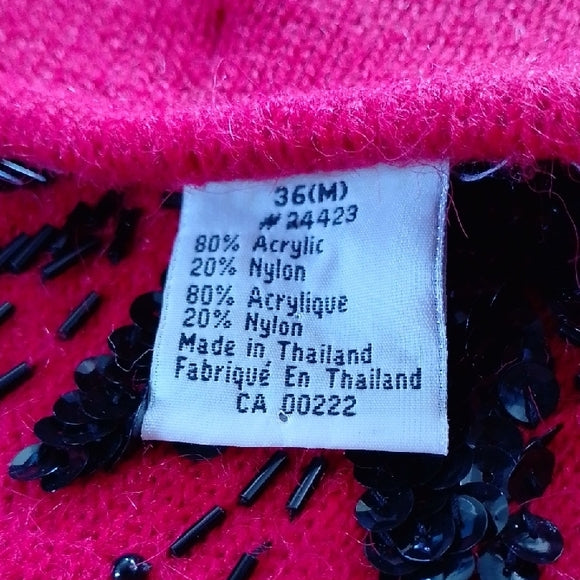 36(M)
# 24423
80% Acrylic
20% Nylon
80% Acrylique
20% Nylon
Made in Thailand
Fabriqué En Thailand
CA 00222